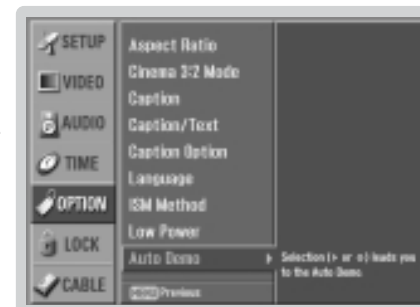 SETUP
VIDEO
AUDIO
TIME
OPTION
LOCK
CABLE
Aspect Ratio
Cinema 3:2 Mode
Caption
Caption/Text
Caption Option
Language
ISM Method
Low Power
Auto Demo
MENU Previous
Selection (▶ or ⊙) leads you
to the Auto Demo.